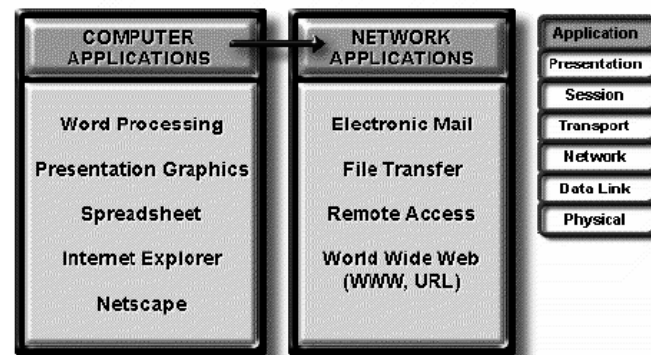 COMPUTER
APPLICATIONS
Word Processing
Presentation Graphics
Spreadsheet
Internet Explorer
Netscape
NETWORK
APPLICATIONS
Electronic Mail
File Transfer
Remote Access
World Wide Web
(WWW, URL)
Application
Presentation
Session
Transport
Network
Data Link
Physical